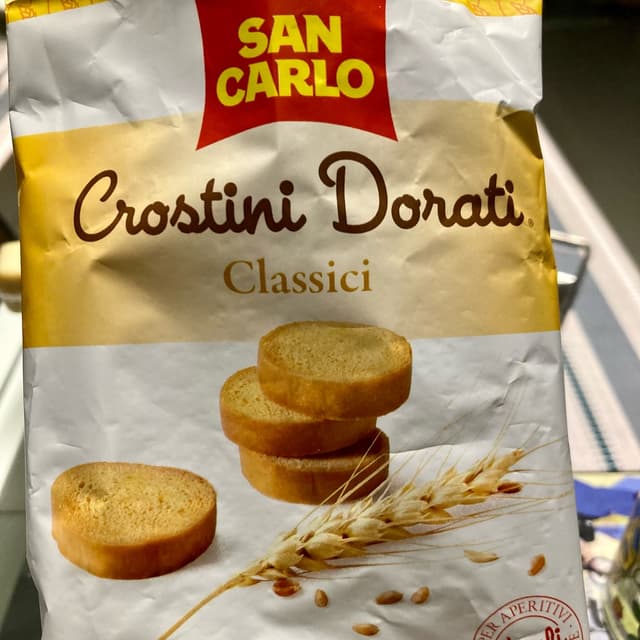 SAN
CARLO
Crostini Dorati
Classici
PER APERITIVI